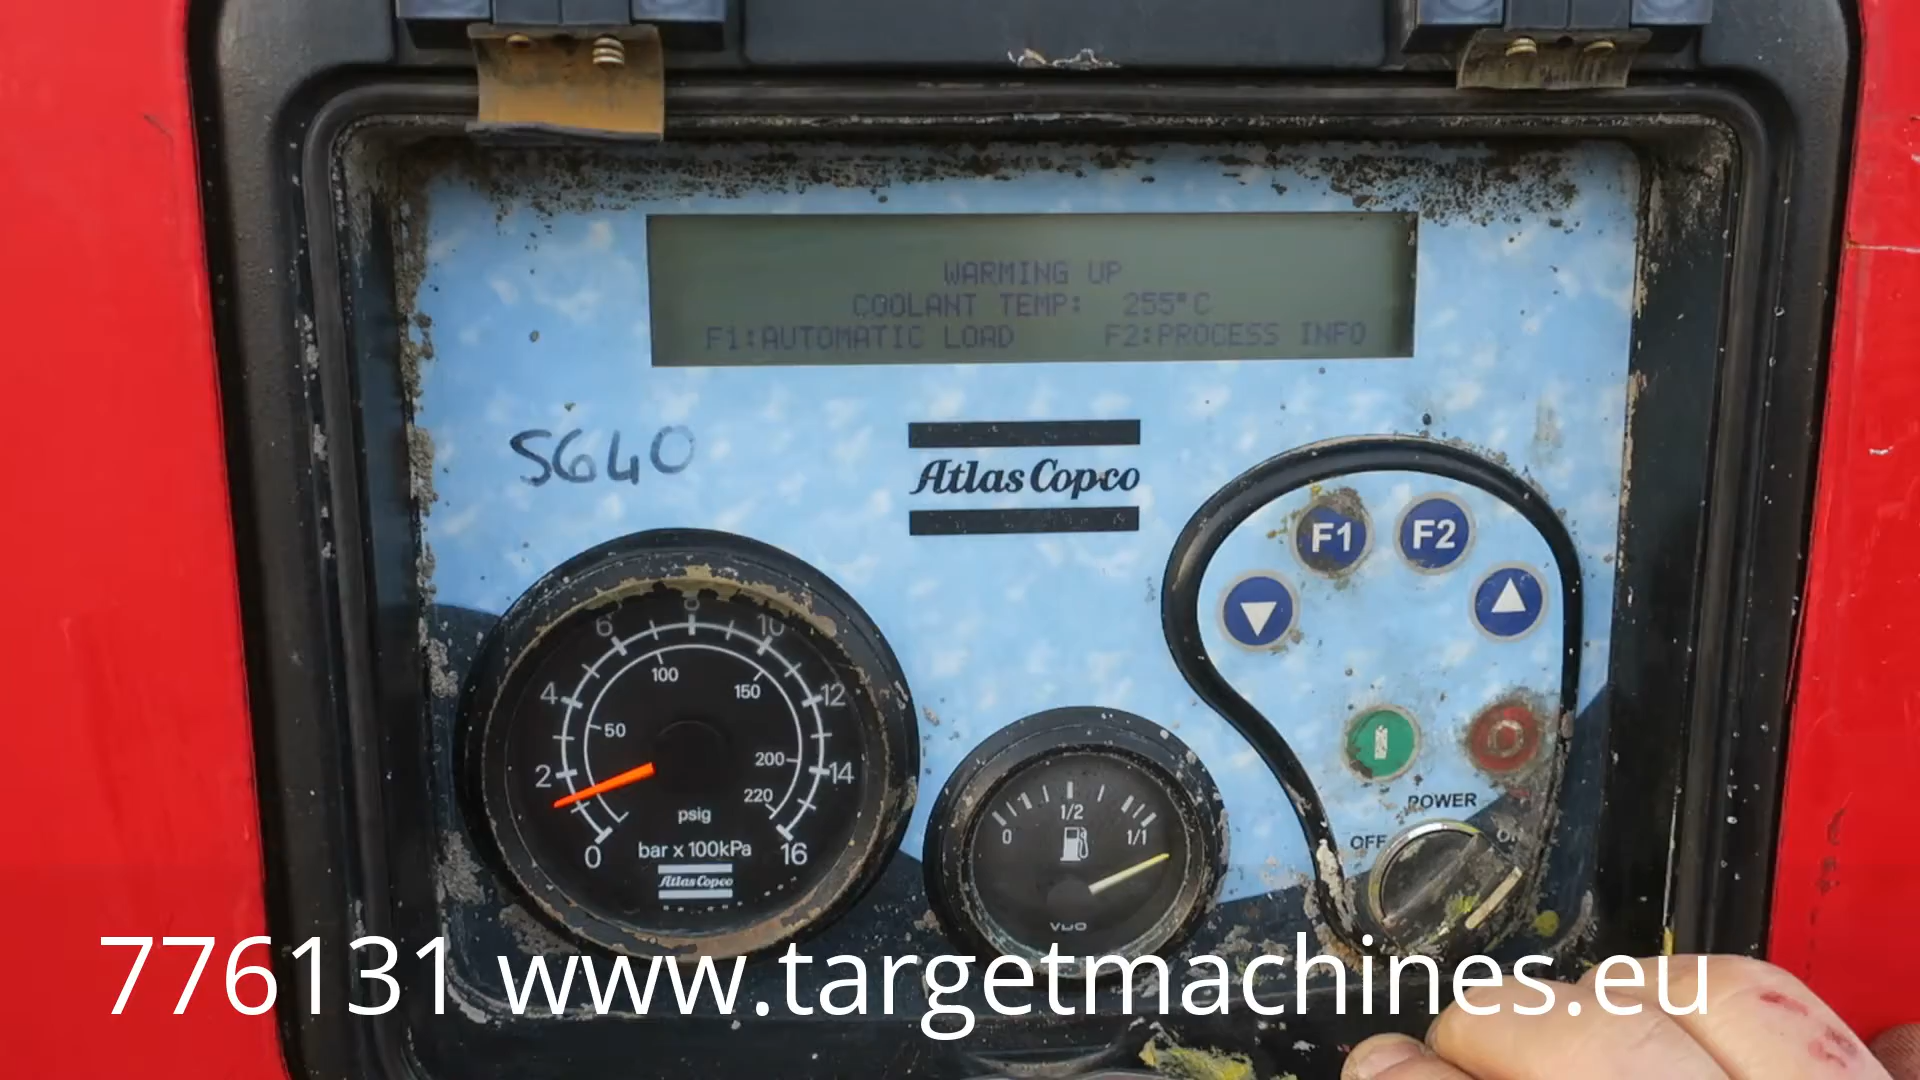 WARMING UP
COOLANT TEMP: 255°C
F1:AUTOMATIC LOAD F2:PROCESS INFO
5640
Atlas Copco
F1 F2
6 8 10
100
4 50 150 12
2 200 14
220
psig
0 bar x 100kPa 16
Atlas Copco
0 1/2 1/1
VDO
POWER
OFF ON
776131 www.targetmachines.eu